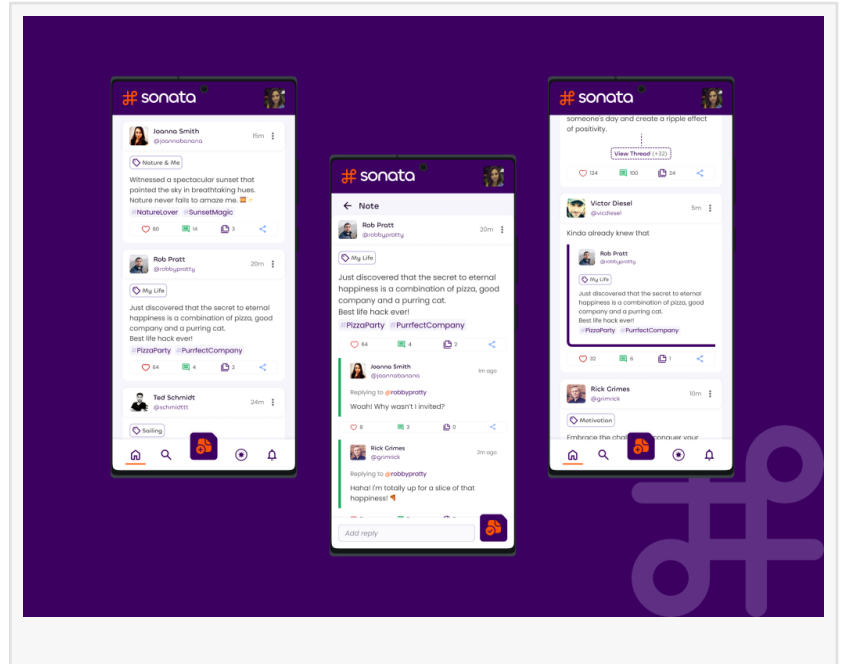 sonata
Joanna Smith
15m
@joannabanana
Nature & Me
Witnessed a spectacular sunset that
painted the sky in breathtaking hues.
Nature never fails to amaze me.
#NatureLover #SunsetMagic
60
14
3
Rob Pratt
20m
@robbypratty
My Life
Just discovered that the secret to eternal
happiness is a combination of pizza, good
company and a purring cat.
Best life hack ever!
#PizzaParty #PurrfectCompany
64
4
2
Ted Schmidt
24m
@schmidttt
Sailing
sonata
Note
Rob Pratt
20m
@robbypratty
My Life
Just discovered that the secret to eternal
happiness is a combination of pizza, good
company and a purring cat.
Best life hack ever!
#PizzaParty #PurrfectCompany
64
4
2
Joanna Smith
1m ago
@joannabanana
Replying to @robbypratty
Woah! Why wasn't I invited?
8
3
0
Rick Grimes
2m ago
@grimrick
Replying to @robbypratty
Haha! I'm totally up for a slice of that
happiness!
Add reply
sonata
someone's day and create a ripple effect
of positivity.
View Thread (+32)
124
100
24
Victor Diesel
5m
@vicdiesel
Kinda already knew that
Rob Pratt
@robbypratty
My Life
Just discovered that the secret to eternal
happiness is a combination of pizza, good
company and a purring cat.
Best life hack ever!
#PizzaParty #PurrfectCompany
32
6
1
Rick Grimes
10m
@grimrick
Motivation
Embrace the conquer your